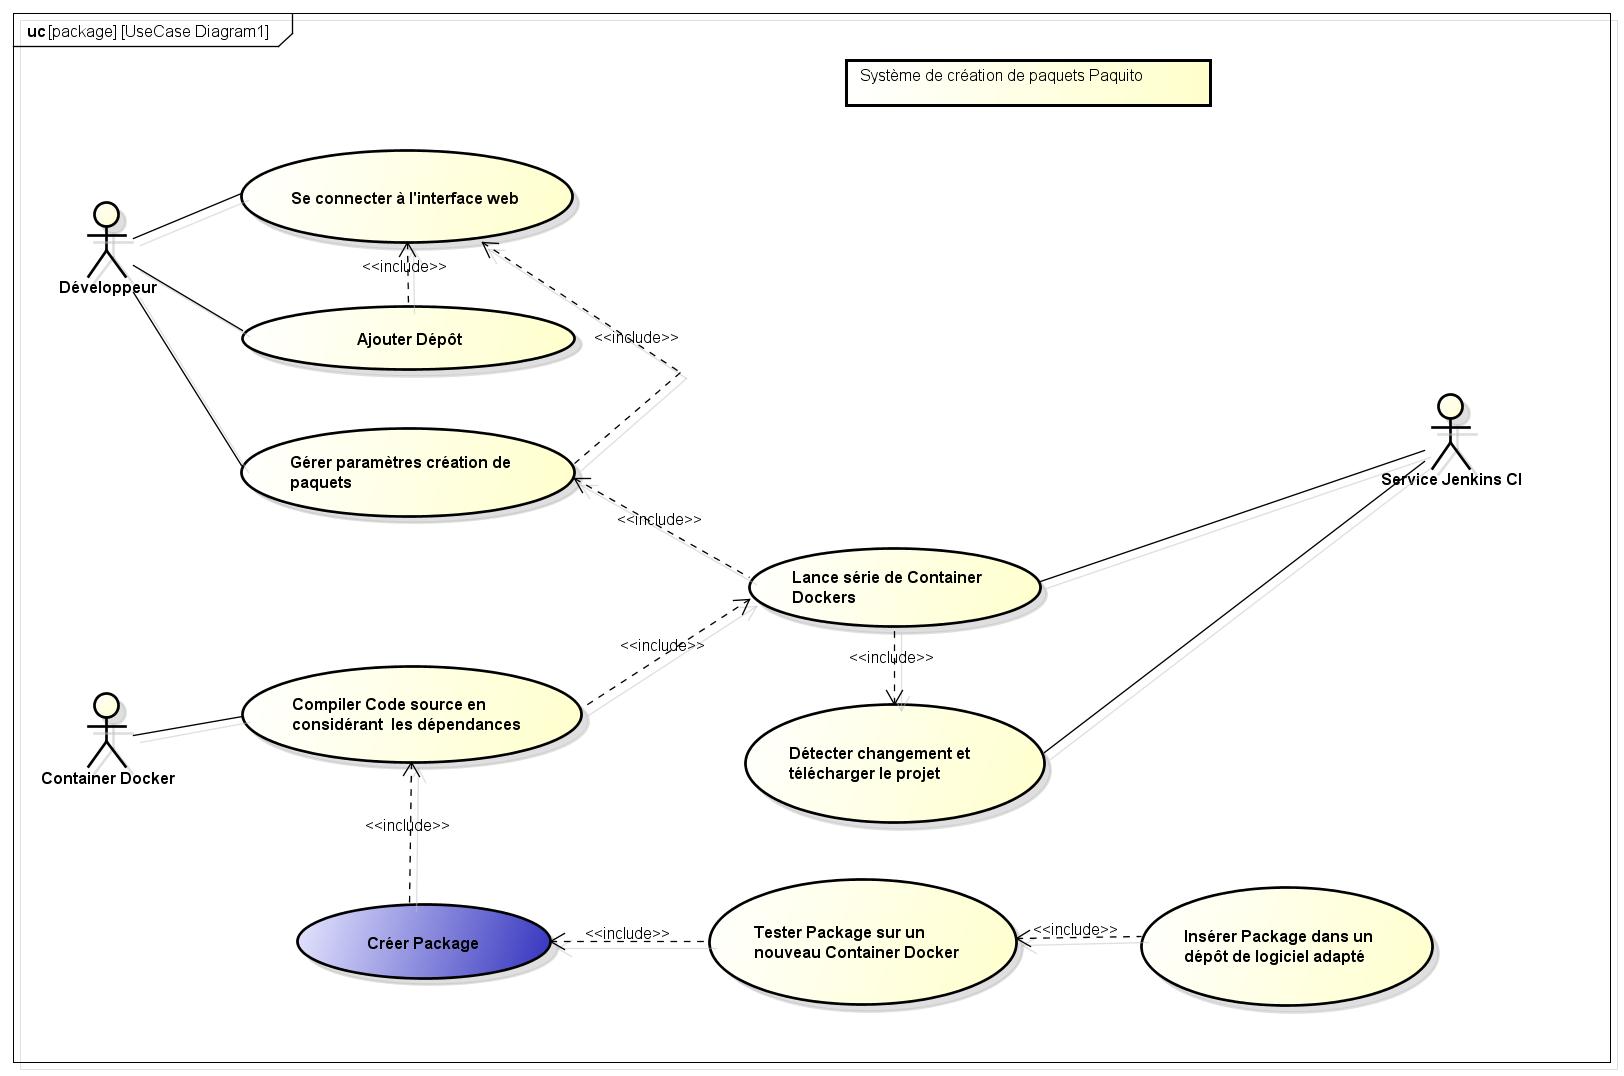 uc [package] [UseCase Diagram1]
Système de création de paquets Paquito
Se connecter à l'interface web
<<include>>
Développeur
Ajouter Dépôt
<<include>>
Gérer paramètres création de
paquets
Service Jenkins CI
<<include>>
Lance série de Container
Dockers
<<include>>
<<include>>
Compiler Code source en
considérant  les dépendances
Container Docker
Détecter changement et
télécharger le projet
<<include>>
Créer Package
<<include>>
Tester Package sur un
nouveau Container Docker
<<include>>
Insérer Package dans un
dépôt de logiciel adapté